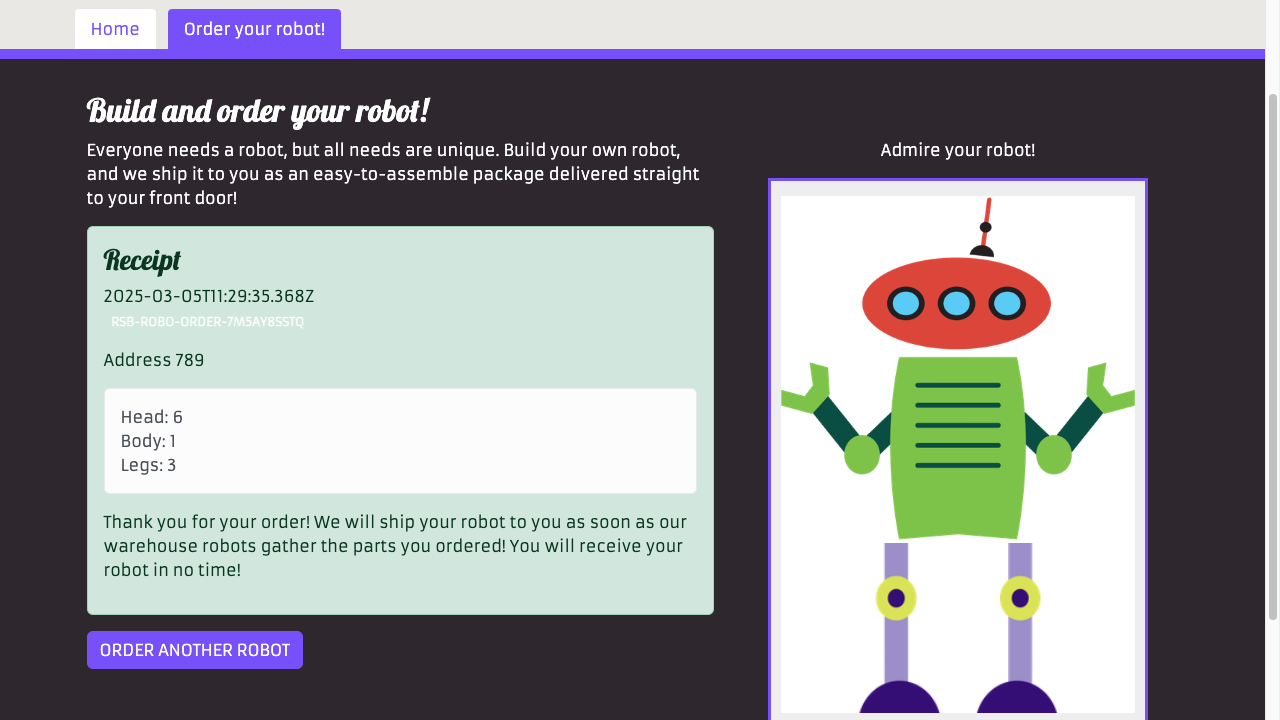 Home
Order your robot!
Build and order your robot!
Everyone needs a robot, but all needs are unique. Build your own robot,
and we ship it to you as an easy-to-assemble package delivered straight
to your front door!
Admire your robot!
Receipt
2025-03-05T11:29:35.368Z
RSB-ROBO-ORDER-7M5AY8SSTQ
Address 789
Head: 6
Body: 1
Legs: 3
Thank you for your order! We will ship your robot to you as soon as our
warehouse robots gather the parts you ordered! You will receive your
robot in no time!
ORDER ANOTHER ROBOT